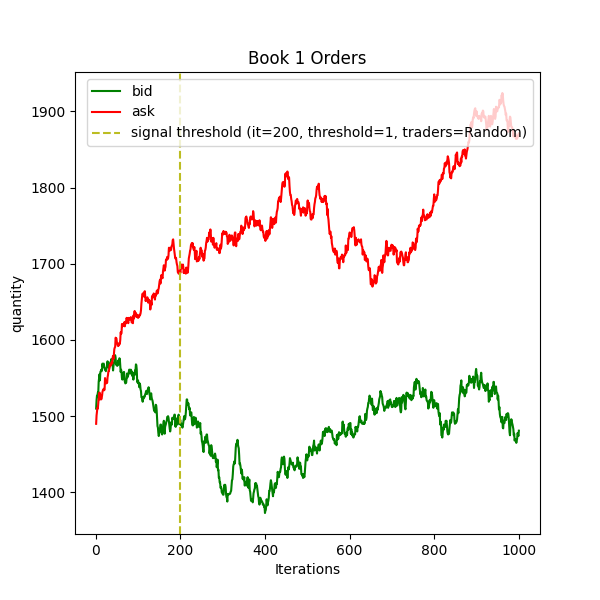 Book 1 Orders
bid
ask
signal threshold (it=200, threshold=1, traders=Random)
quantity
1900
1800
1700
1600
1500
1400
0 200 400 600 800 1000
Iterations